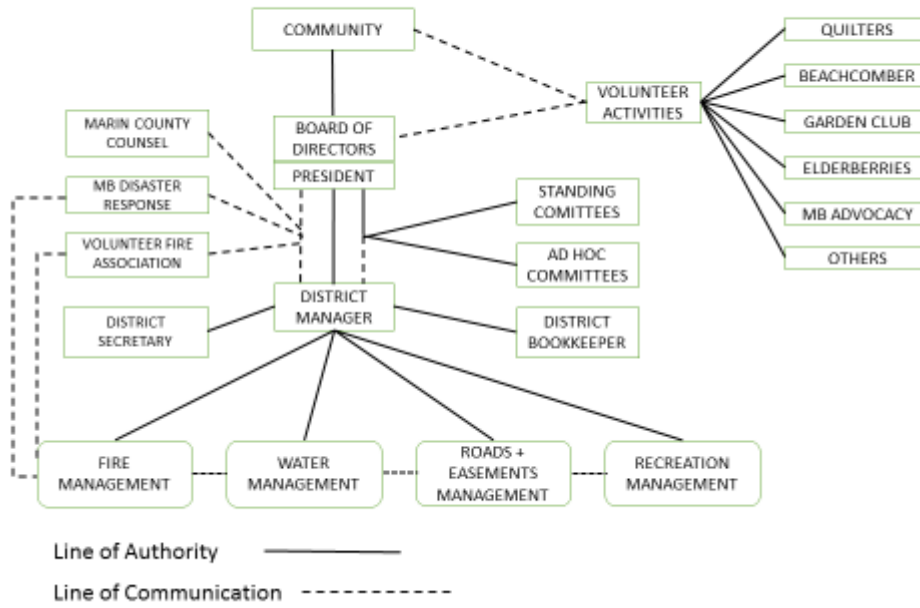 COMMUNITY
QUILTERS
BEACHCOMBER
VOLUNTEER
ACTIVITIES
GARDEN CLUB
ELDERBERRIES
MB ADVOCACY
OTHERS
MARIN COUNTY
COUNSEL
BOARD OF
DIRECTORS
PRESIDENT
MB DISASTER
RESPONSE
VOLUNTEER FIRE
ASSOCIATION
STANDING
COMITTEES
AD HOC
COMMITTEES
DISTRICT
SECRETARY
DISTRICT
MANAGER
DISTRICT
BOOKKEEPER
FIRE
MANAGEMENT
WATER
MANAGEMENT
ROADS +
EASEMENTS
MANAGEMENT
RECREATION
MANAGEMENT
Line of Authority
Line of Communication